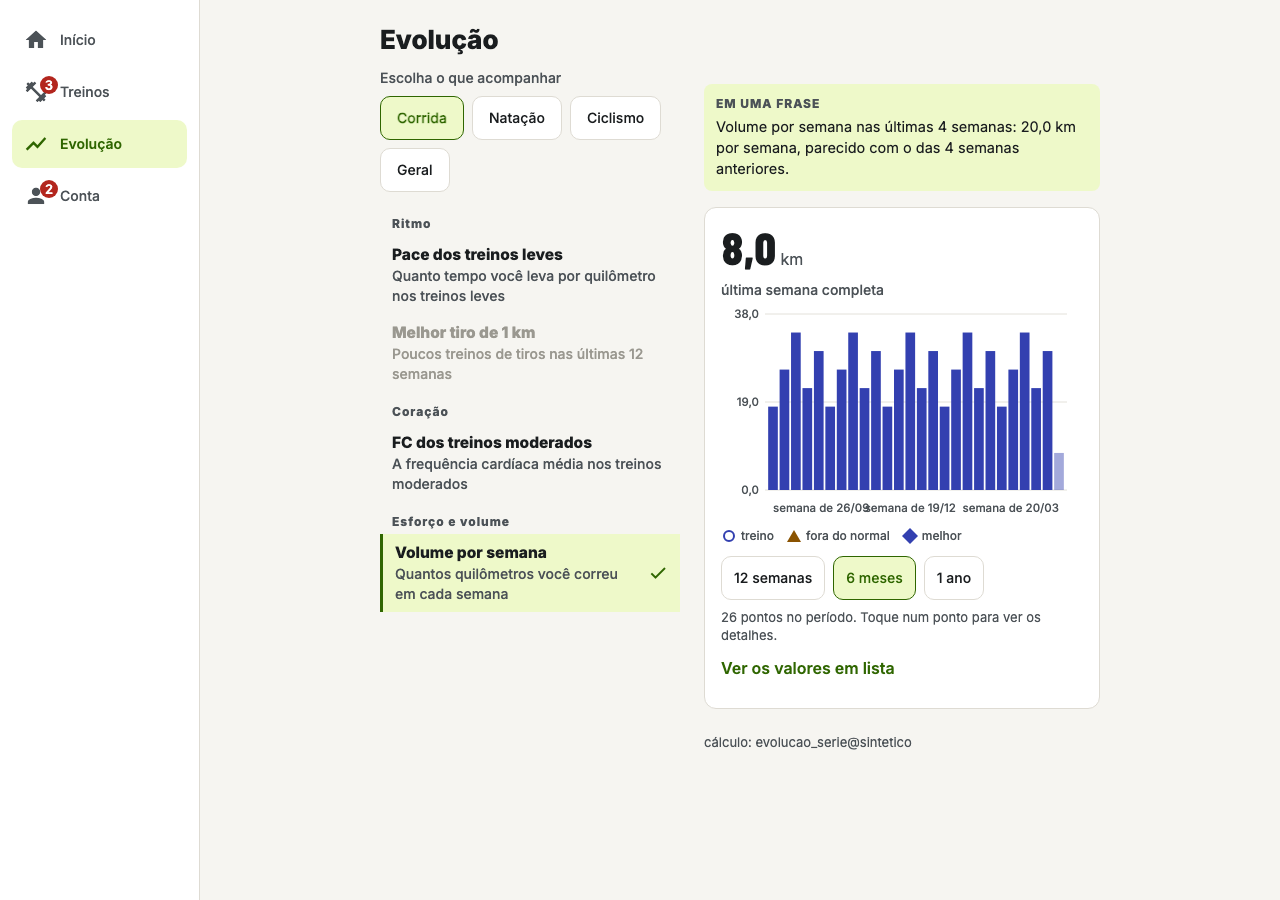 Início
3
Treinos
Evolução
2
Conta
Evolução
Escolha o que acompanhar
Corrida
Natação
Ciclismo
Geral
Ritmo
Pace dos treinos leves
Quanto tempo você leva por quilômetro
nos treinos leves
Melhor tiro de 1 km
Poucos treinos de tiros nas últimas 12
semanas
Coração
FC dos treinos moderados
A frequência cardíaca média nos treinos
moderados
Esforço e volume
Volume por semana
Quantos quilômetros você correu
em cada semana
EM UMA FRASE
Volume por semana nas últimas 4 semanas: 20,0 km
por semana, parecido com o das 4 semanas
anteriores.
8,0 km
última semana completa
38,0
19,0
0,0
semana de 26/09
semana de 19/12
semana de 20/03
treino
fora do normal
melhor
12 semanas
6 meses
1 ano
26 pontos no período. Toque num ponto para ver os
detalhes.
Ver os valores em lista
cálculo: evolucao_serie@sintetico